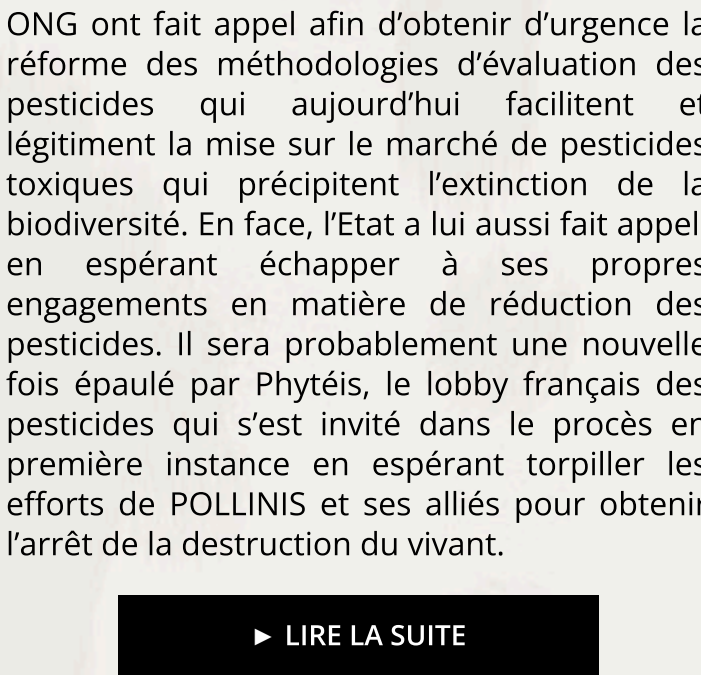 ONG ont fait appel afin d’obtenir d’urgence la
réforme des méthodologies d’évaluation des
pesticides qui aujourd’hui facilitent et
légitiment la mise sur le marché de pesticides
toxiques qui précipitent l’extinction de la
biodiversité. En face, l’Etat a lui aussi fait appel
en espérant échapper à ses propres
engagements en matière de réduction des
pesticides. Il sera probablement une nouvelle
fois épaulé par Phytéis, le lobby français des
pesticides qui s’est invité dans le procès en
première instance en espérant torpiller les
efforts de POLLINIS et ses alliés pour obtenir
l’arrêt de la destruction du vivant.
► LIRE LA SUITE